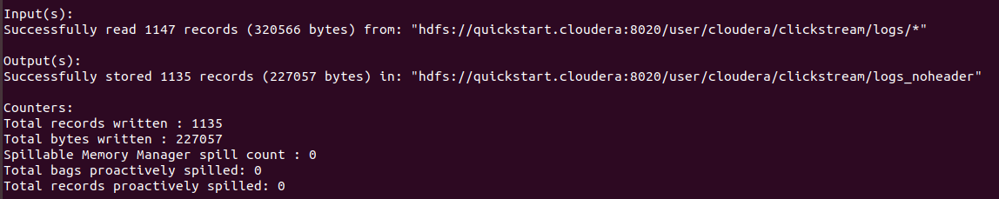 Input(s):
Successfully read 1147 records (320566 bytes) from: "hdfs://quickstart.cloudera:8020/user/cloudera/clickstream/logs/*"
Output(s):
Successfully stored 1135 records (227057 bytes) in: "hdfs://quickstart.cloudera:8020/user/cloudera/clickstream/logs_noheader"
Counters:
Total records written : 1135
Total bytes written : 227057
Spillable Memory Manager spill count : 0
Total bags proactively spilled: 0
Total records proactively spilled: 0